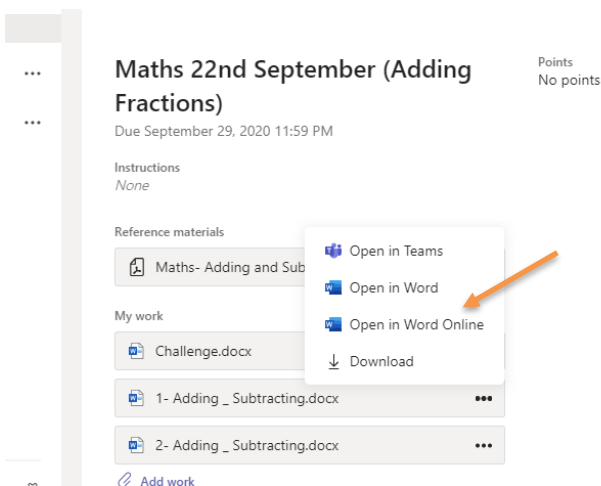 Maths 22nd September (Adding
Fractions)
Due September 29, 2020 11:59 PM
Points
No points
Instructions
None
Reference materials
Maths- Adding and Sub
Open in Teams
Open in Word
Open in Word Online
Download
My work
Challenge.docx
1- Adding _ Subtracting.docx
2- Adding _ Subtracting.docx
Add work